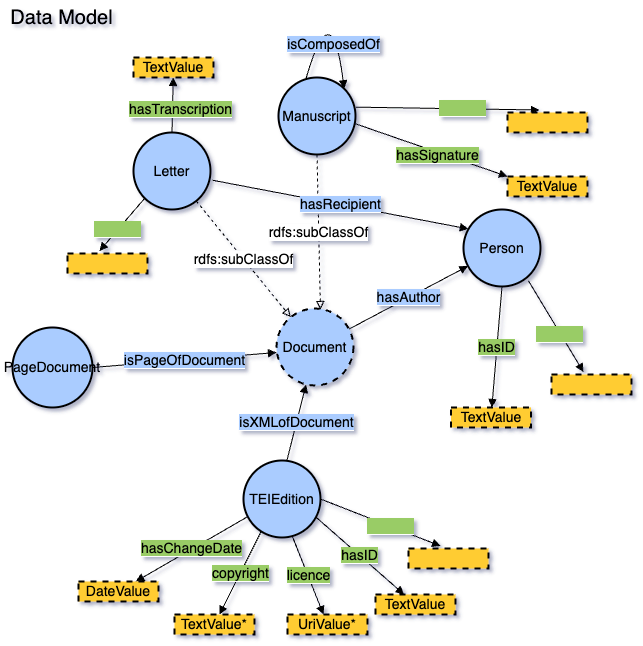 Data Model
isComposedOf
TextValue
hasTranscription
Manuscript
hasSignature
Letter
TextValue
hasRecipient
rdfs:subClassOf
Person
rdfs:subClassOf
hasAuthor
Document
hasID
isPageOfDocument
PageDocument
TextValue
isXMLofDocument
TEIEdition
hasChangeDate
hasID
copyright
licence
DateValue
TextValue
TextValue*
UriValue*